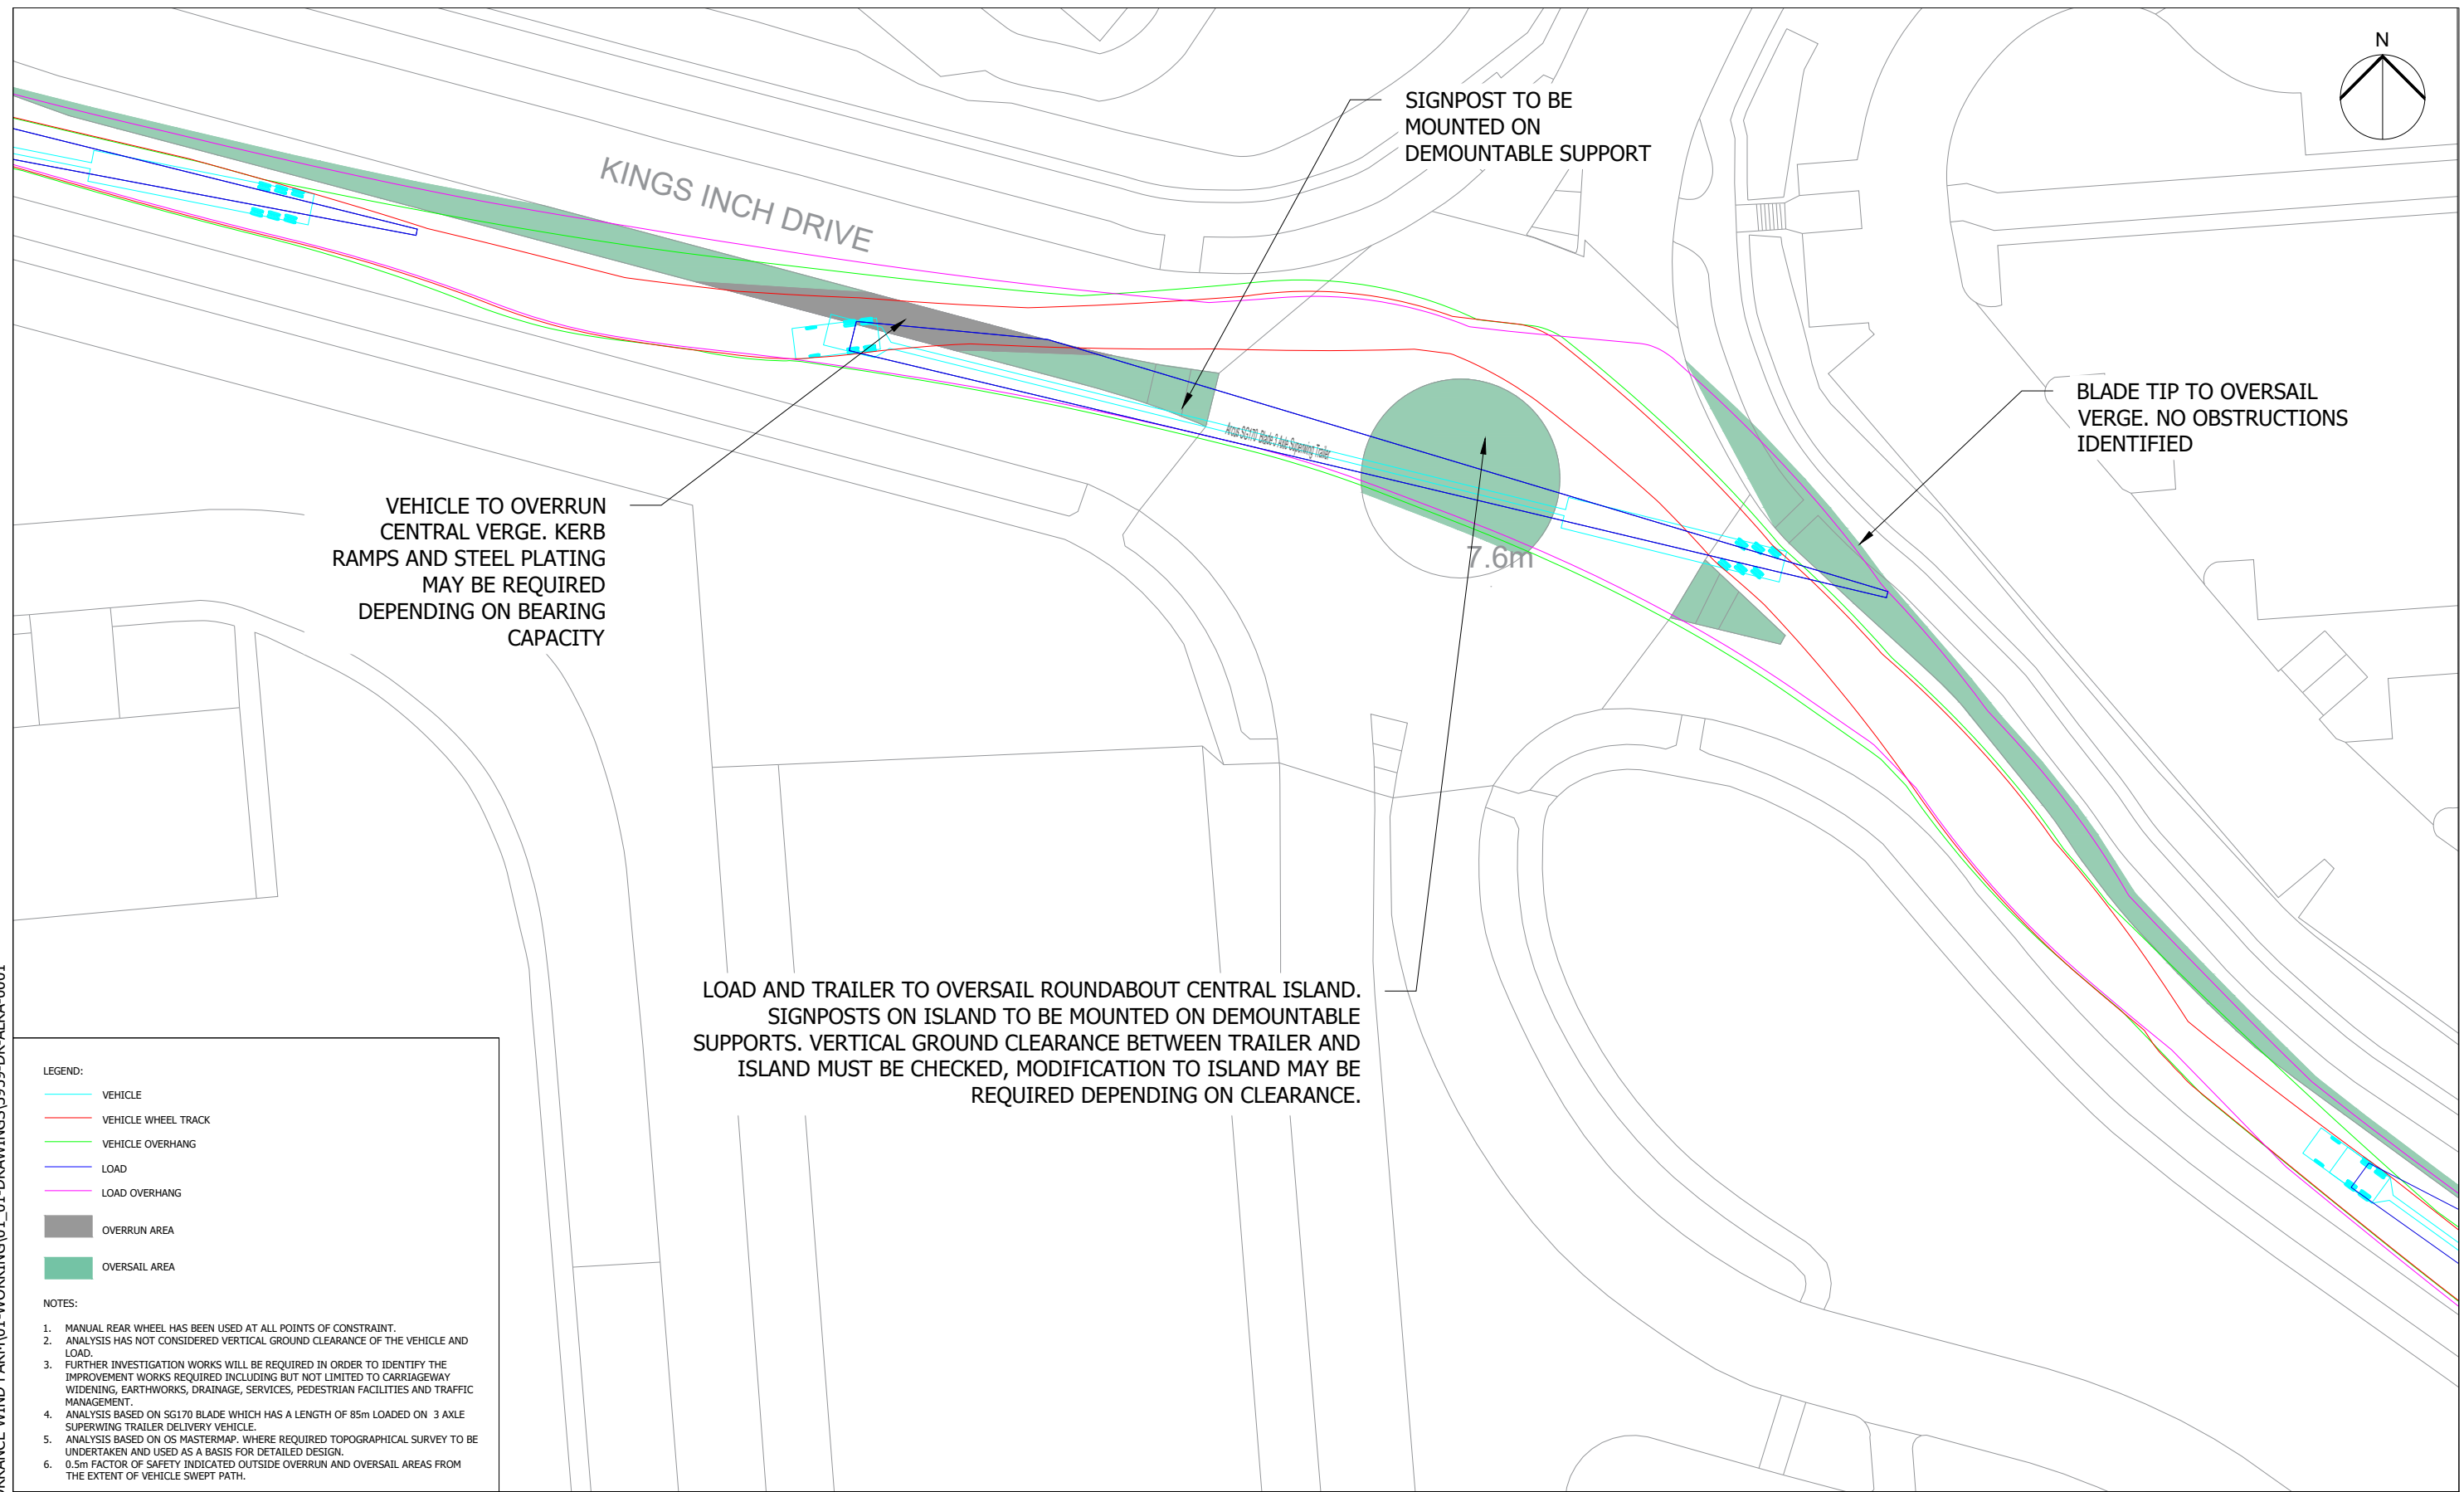 N
SIGNPOST TO BE
MOUNTED ON
DEMOUNTABLE SUPPORT
KINGS INCH DRIVE
BLADE TIP TO OVERSAIL
VERGE. NO OBSTRUCTIONS
IDENTIFIED
Arcus SG170 Blade 3 Axle Superwing Trailer
VEHICLE TO OVERRUN
CENTRAL VERGE. KERB
RAMPS AND STEEL PLATING
MAY BE REQUIRED
DEPENDING ON BEARING
CAPACITY
7.6m
LOAD AND TRAILER TO OVERSAIL ROUNDABOUT CENTRAL ISLAND.
SIGNPOSTS ON ISLAND TO BE MOUNTED ON DEMOUNTABLE
SUPPORTS. VERTICAL GROUND CLEARANCE BETWEEN TRAILER AND
ISLAND MUST BE CHECKED, MODIFICATION TO ISLAND MAY BE
REQUIRED DEPENDING ON CLEARANCE.
LEGEND:
VEHICLE
VEHICLE WHEEL TRACK
VEHICLE OVERHANG
LOAD
LOAD OVERHANG
OVERRUN AREA
OVERSAIL AREA
NOTES:
1. MANUAL REAR WHEEL HAS BEEN USED AT ALL POINTS OF CONSTRAINT.
2. ANALYSIS HAS NOT CONSIDERED VERTICAL GROUND CLEARANCE OF THE VEHICLE AND
LOAD.
3. FURTHER INVESTIGATION WORKS WILL BE REQUIRED IN ORDER TO IDENTIFY THE
IMPROVEMENT WORKS REQUIRED INCLUDING BUT NOT LIMITED TO CARRIAGEWAY
WIDENING, EARTHWORKS, DRAINAGE, SERVICES, PEDESTRIAN FACILITIES AND TRAFFIC
MANAGEMENT.
4. ANALYSIS BASED ON SG170 BLADE WHICH HAS A LENGTH OF 85m LOADED ON 3 AXLE
SUPERWING TRAILER DELIVERY VEHICLE.
5. ANALYSIS BASED ON OS MASTERMAP. WHERE REQUIRED TOPOGRAPHICAL SURVEY TO BE
UNDERTAKEN AND USED AS A BASIS FOR DETAILED DESIGN.
6. 0.5m FACTOR OF SAFETY INDICATED OUTSIDE OVERRUN AND OVERSAIL AREAS FROM
THE EXTENT OF VEHICLE SWEPT PATH.